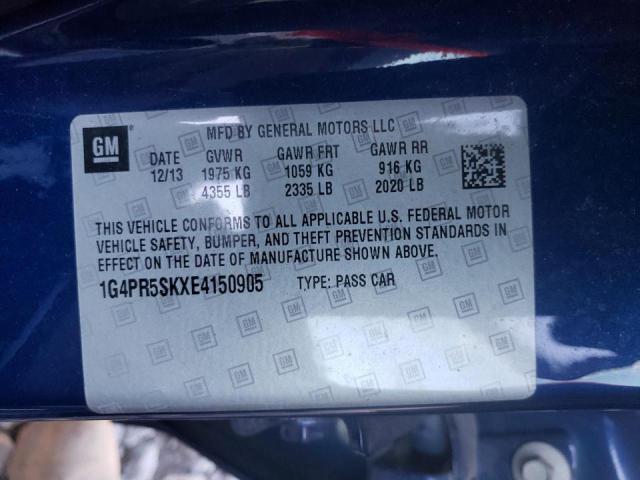 GM
MFD BY GENERAL MOTORS LLC
DATE GVWR GAWR FRT GAWR RR
12/13 1975 KG 1059 KG 916 KG
4355 LB 2335 LB 2020 LB
THIS VEHICLE CONFORMS TO ALL APPLICABLE U.S. FEDERAL MOTOR
VEHICLE SAFETY, BUMPER, AND THEFT PREVENTION STANDARDS IN
EFFECT ON THE DATE OF MANUFACTURE SHOWN ABOVE.
1G4PR5SKXE4150905 TYPE: PASS CAR